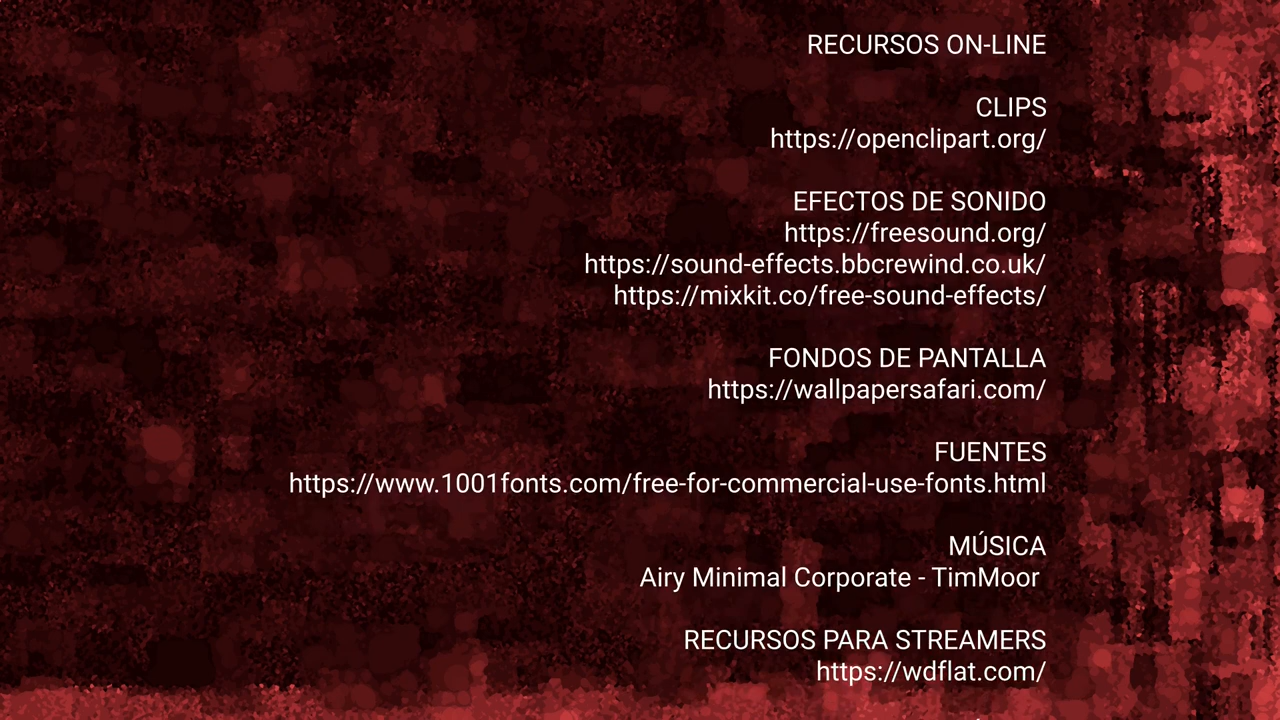 RECURSOS ON-LINE
CLIPS
https://openclipart.org/
EFECTOS DE SONIDO
https://freesound.org/
https://sound-effects.bbcrewind.co.uk/
https://mixkit.co/free-sound-effects/
FONDOS DE PANTALLA
https://wallpapersafari.com/
FUENTES
https://www.1001fonts.com/free-for-commercial-use-fonts.html
MÚSICA
Airy Minimal Corporate - TimMoor
RECURSOS PARA STREAMERS
https://wdflat.com/